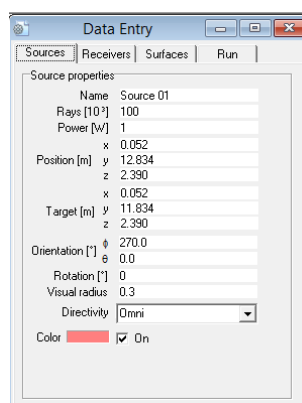 Data Entry
Sources Receivers Surfaces Run
Source properties
Name Source 01
Rays [10³] 100
Power [W] 1
x 0.052
Position [m] y 12.834
z 2.390
x 0.052
Target [m] y 11.834
z 2.390
Orientation [°] ϕ 270.0
θ 0.0
Rotation [°] 0
Visual radius 0.3
Directivity Omni
Color On